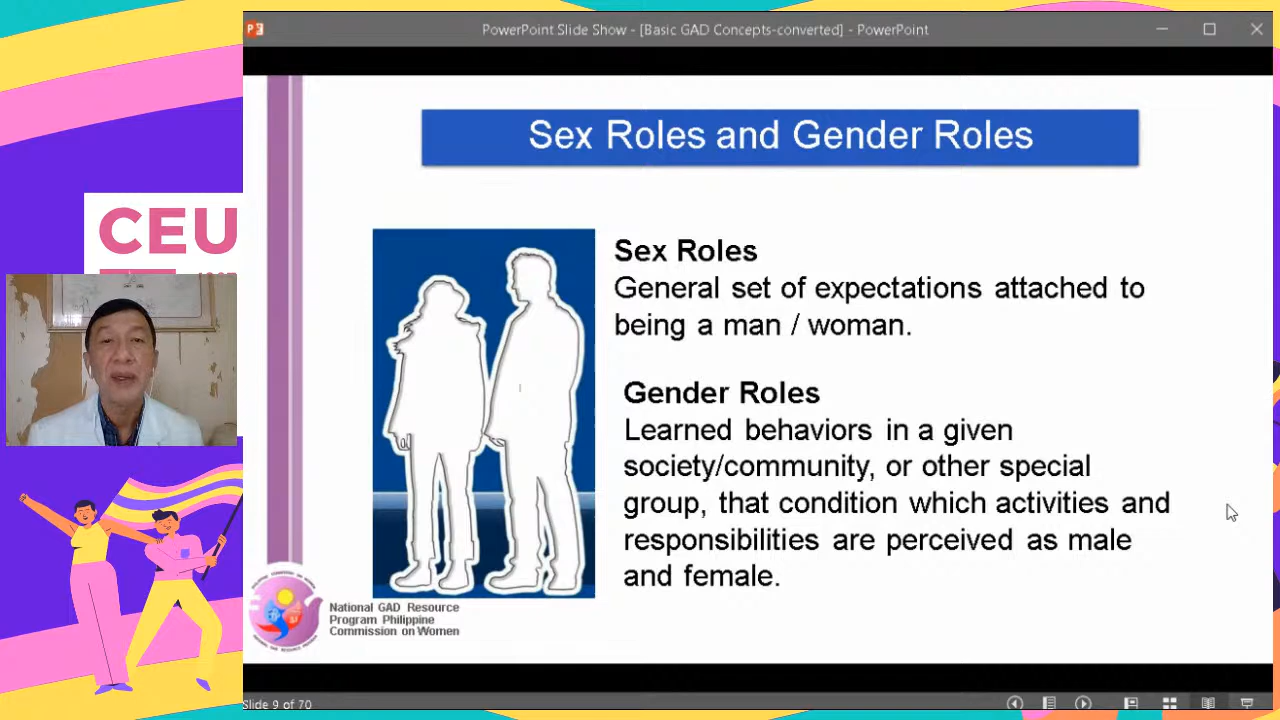 PowerPoint Slide Show - [Basic GAD Concepts-converted] - PowerPoint
Sex Roles and Gender Roles
CEU
Sex Roles
General set of expectations attached to
being a man / woman.
Gender Roles
Learned behaviors in a given
society/community, or other special
group, that condition which activities and
responsibilities are perceived as male
and female.
National GAD Resource
Program Philippine
Commission on Women
Slide 9 of 70